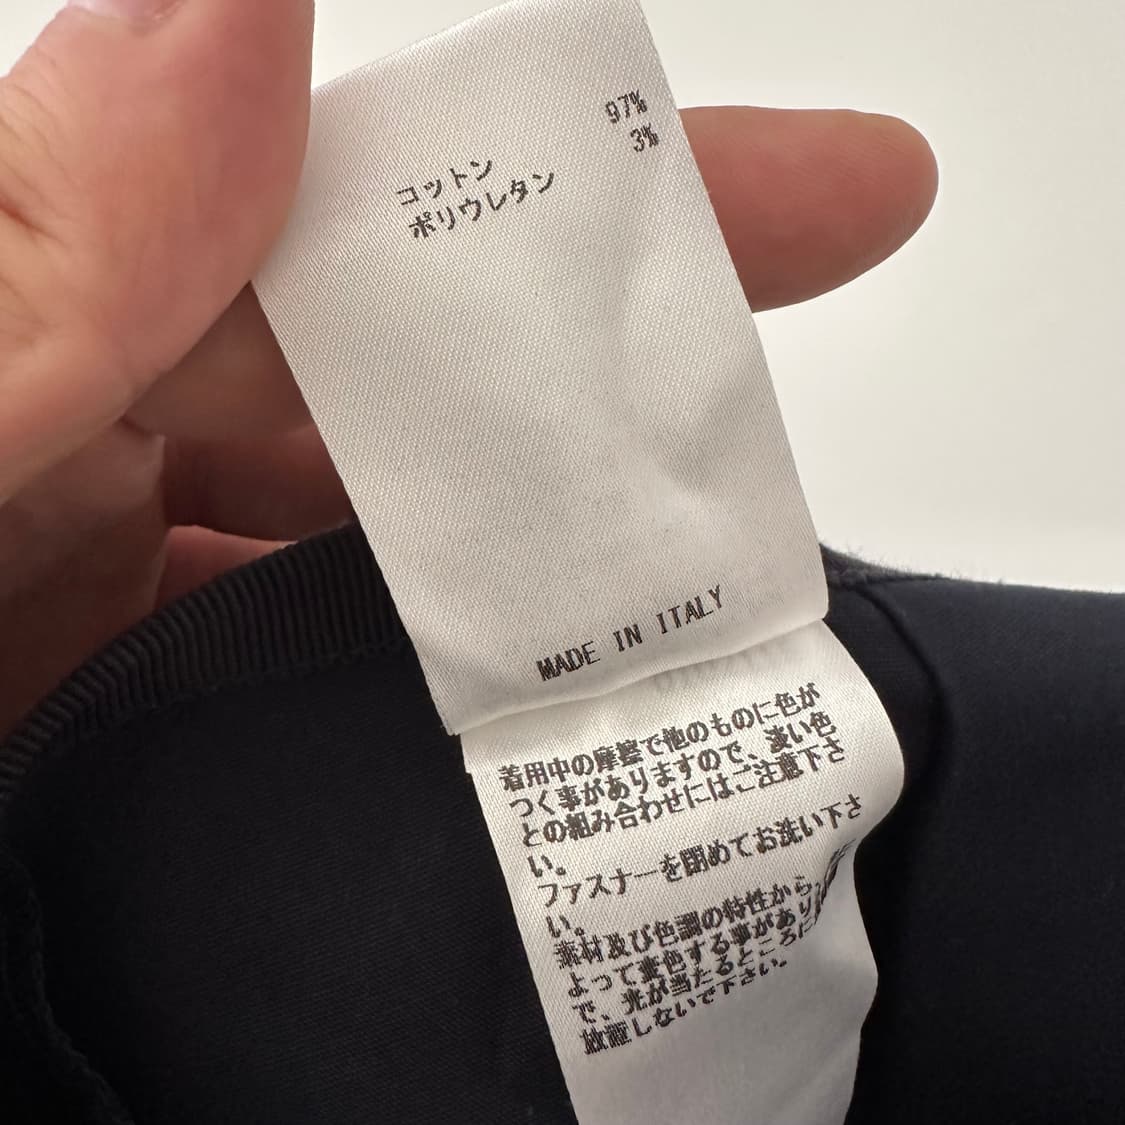 コットン 97%
ポリウレタン 3%
MADE IN ITALY
着用中の摩擦で他のものに色が
つく事がありますので、淡い色
との組み合わせにはご注意下さ
い。
ファスナーを閉めてお洗い下さ
い。
素材及び色調の特性から、
よって変色する事があり
で、光が当たるところに
放置しないで下さい。